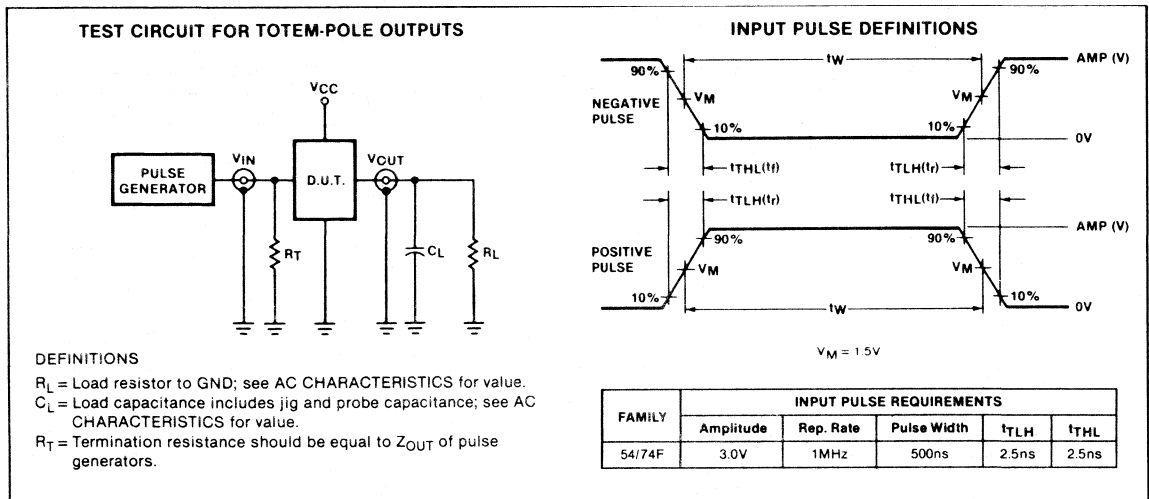 TEST CIRCUIT FOR TOTEM-POLE OUTPUTS
VCC
VIN
VOUT
PULSE
GENERATOR
D.U.T.
RT
CL
RL
DEFINITIONS
RL = Load resistor to GND; see AC CHARACTERISTICS for value.
CL = Load capacitance includes jig and probe capacitance; see AC
CHARACTERISTICS for value.
RT = Termination resistance should be equal to ZOUT of pulse
generators.
INPUT PULSE DEFINITIONS
tW
AMP (V)
90%
90%
NEGATIVE
PULSE
VM
VM
10%
10%
0V
tTHL(tf)
tTLH(tr)
tTLH(tr)
tTHL(tf)
AMP (V)
POSITIVE
PULSE
90%
90%
VM
VM
10%
10%
tW
0V
VM = 1.5V
FAMILY
INPUT PULSE REQUIREMENTS
Amplitude Rep. Rate Pulse Width tTLH tTHL
54/74F 3.0V 1MHz 500ns 2.5ns 2.5ns